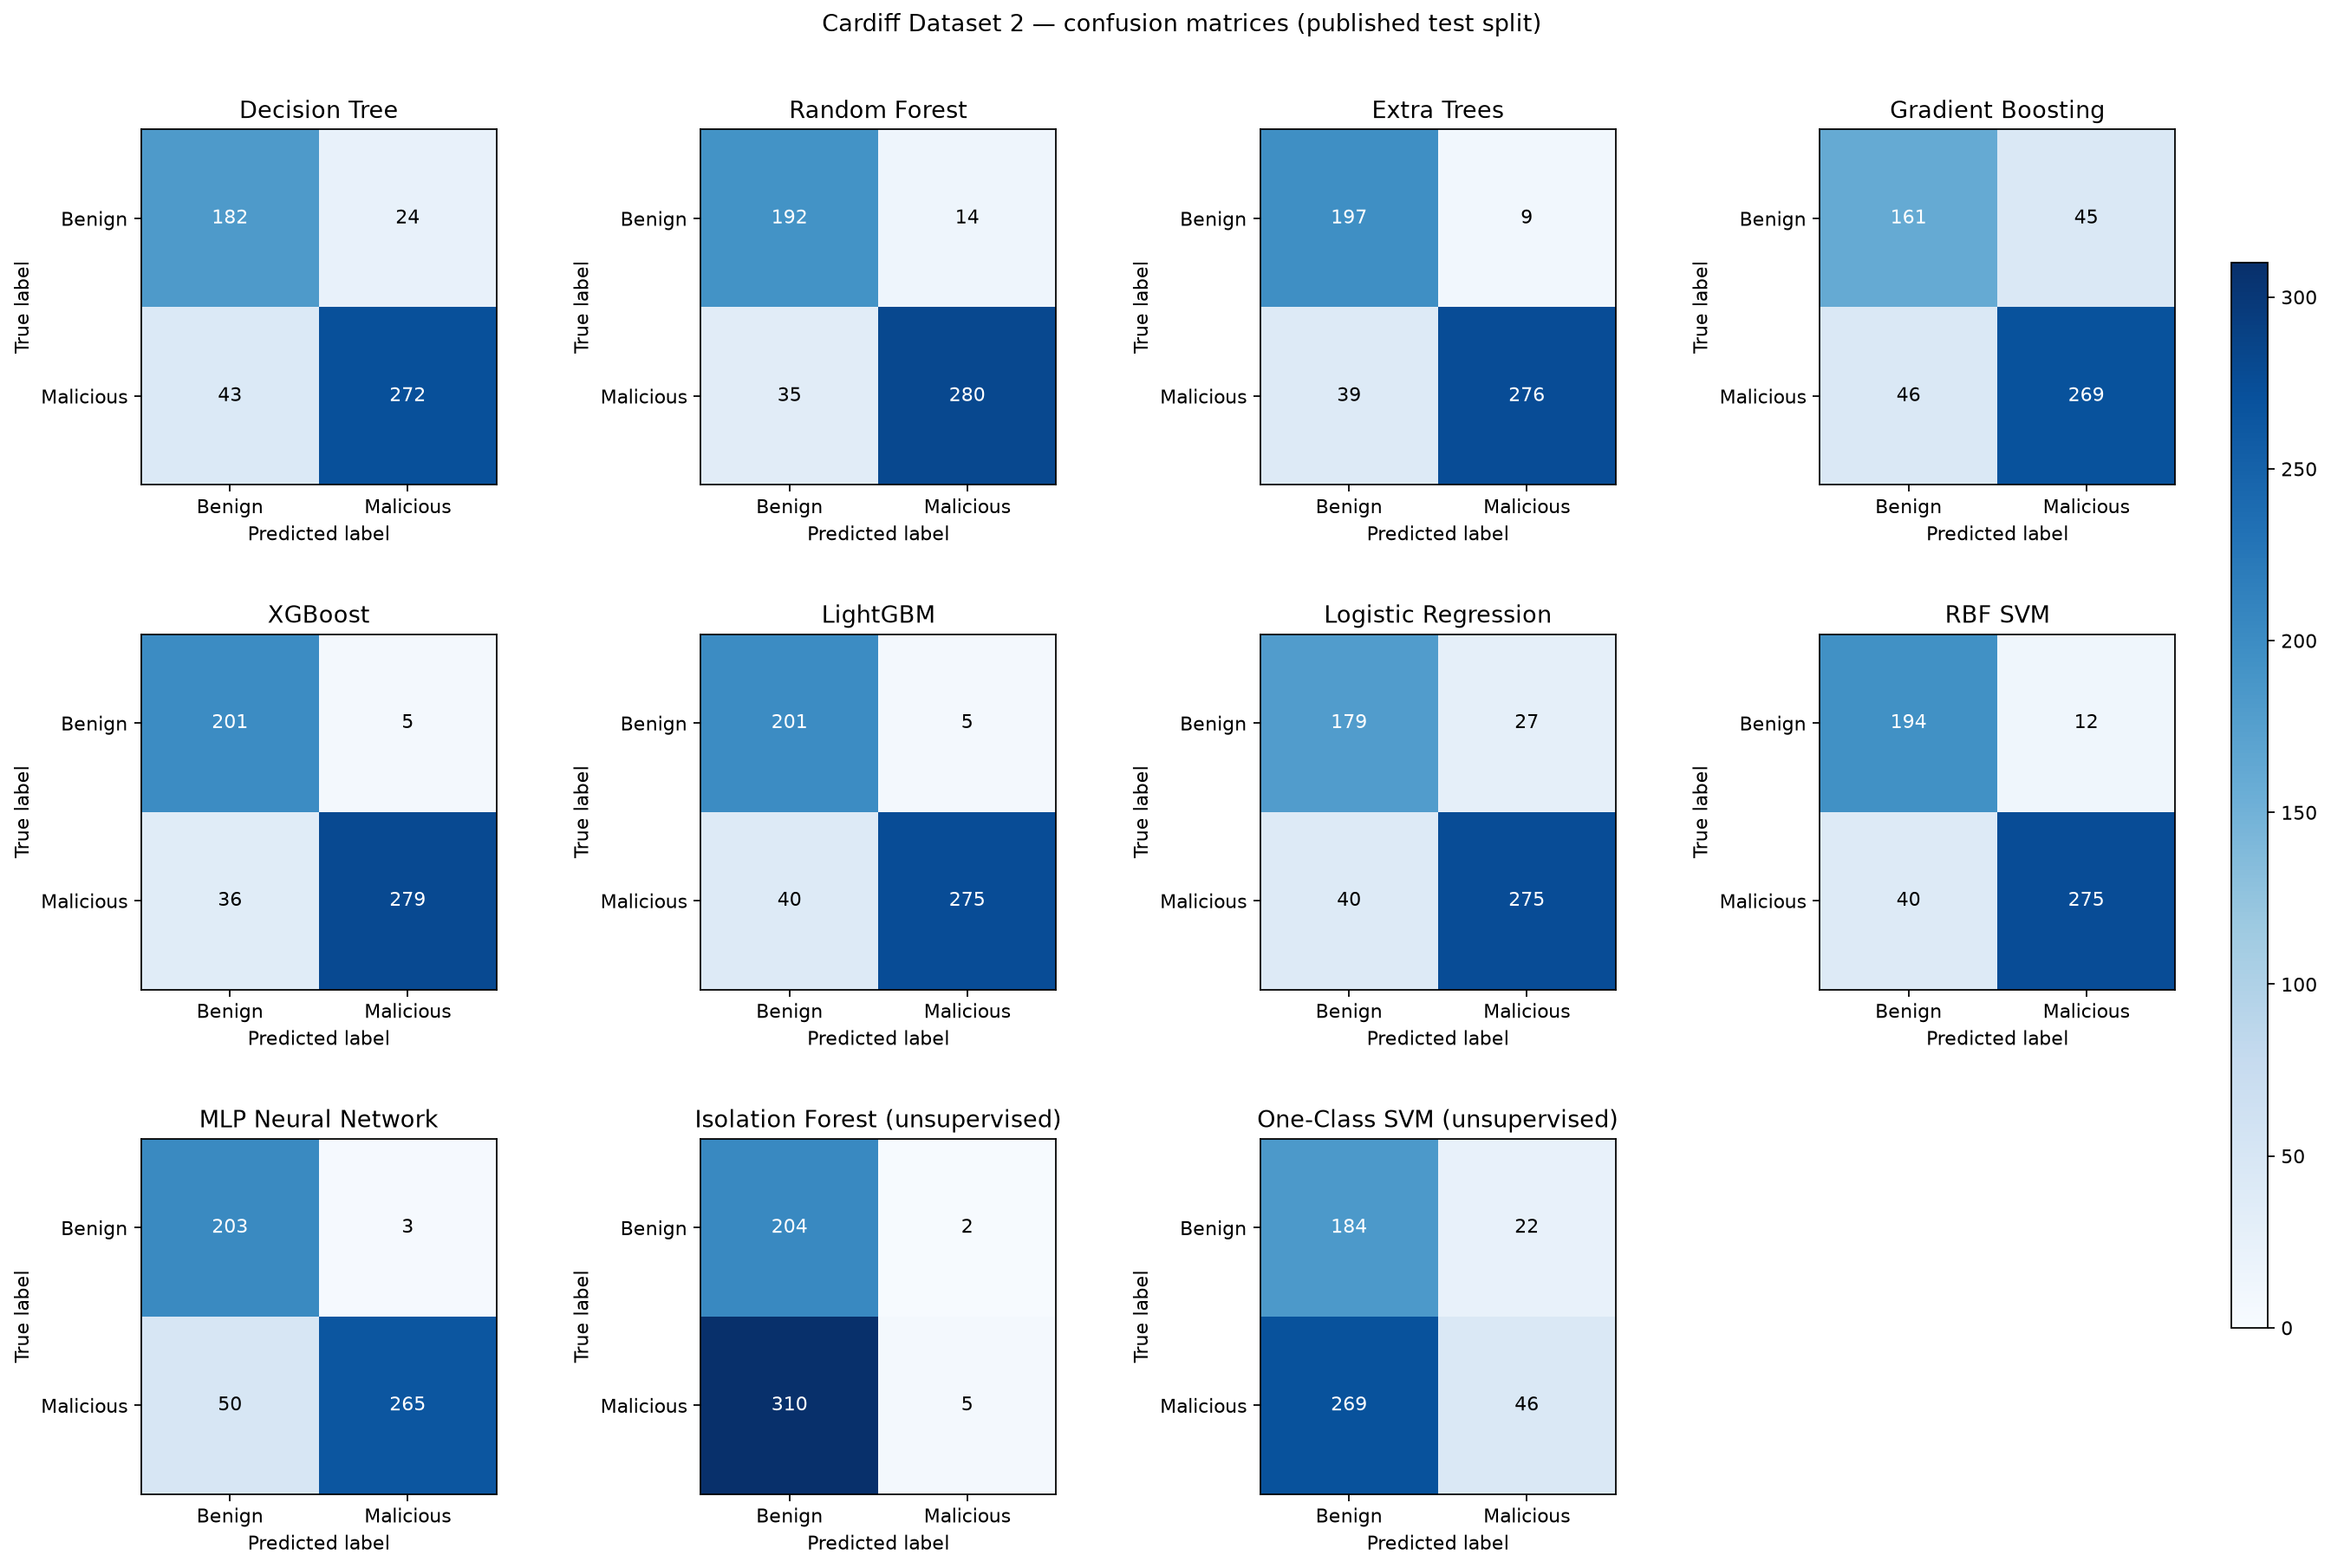 Cardiff Dataset 2 — confusion matrices (published test split)
Decision Tree
True label
Benign
182
24
Malicious
43
272
Benign
Malicious
Predicted label
Random Forest
True label
Benign
192
14
Malicious
35
280
Benign
Malicious
Predicted label
Extra Trees
True label
Benign
197
9
Malicious
39
276
Benign
Malicious
Predicted label
Gradient Boosting
True label
Benign
161
45
Malicious
46
269
Benign
Malicious
Predicted label
XGBoost
True label
Benign
201
5
Malicious
36
279
Benign
Malicious
Predicted label
LightGBM
True label
Benign
201
5
Malicious
40
275
Benign
Malicious
Predicted label
Logistic Regression
True label
Benign
179
27
Malicious
40
275
Benign
Malicious
Predicted label
RBF SVM
True label
Benign
194
12
Malicious
40
275
Benign
Malicious
Predicted label
MLP Neural Network
True label
Benign
203
3
Malicious
50
265
Benign
Malicious
Predicted label
Isolation Forest (unsupervised)
True label
Benign
204
2
Malicious
310
5
Benign
Malicious
Predicted label
One-Class SVM (unsupervised)
True label
Benign
184
22
Malicious
269
46
Benign
Malicious
Predicted label
300
250
200
150
100
50
0